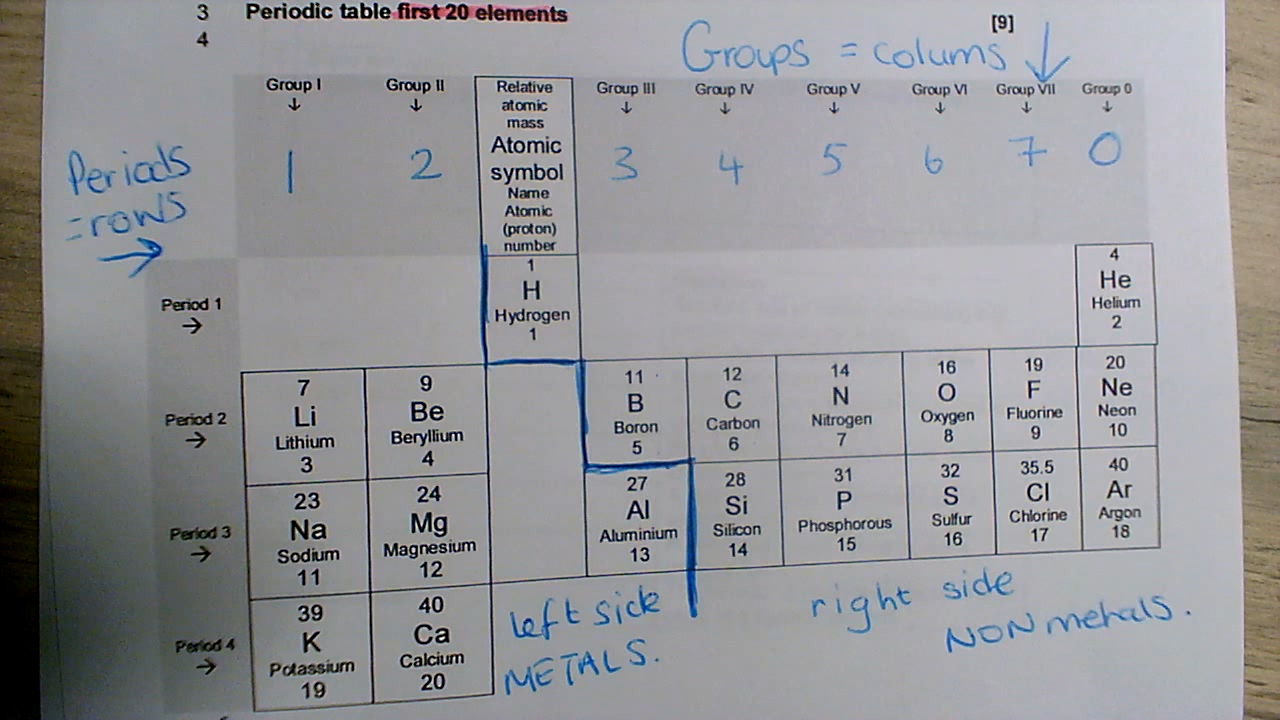 3 Periodic table first 20 elements
[9]
4
Groups = colums ↓
Group I Group II Relative Group III Group IV Group V Group VI Group VII Group 0
↓ ↓ atomic ↓ ↓ ↓ ↓ ↓ ↓
mass
Atomic
symbol
Name
Atomic
(proton)
number
Periods
=rows
→
1 2 3 4 5 6 7 0
Period 1
→
1
H
Hydrogen
1
4
He
Helium
2
Period 2
→
7
Li
Lithium
3
9
Be
Beryllium
4
11
B
Boron
5
12
C
Carbon
6
14
N
Nitrogen
7
16
O
Oxygen
8
19
F
Fluorine
9
20
Ne
Neon
10
Period 3
→
23
Na
Sodium
11
24
Mg
Magnesium
12
27
Al
Aluminium
13
28
Si
Silicon
14
31
P
Phosphorous
15
32
S
Sulfur
16
35.5
Cl
Chlorine
17
40
Ar
Argon
18
Period 4
→
39
K
Potassium
19
40
Ca
Calcium
20
left side
METALS.
right side
NON metals.